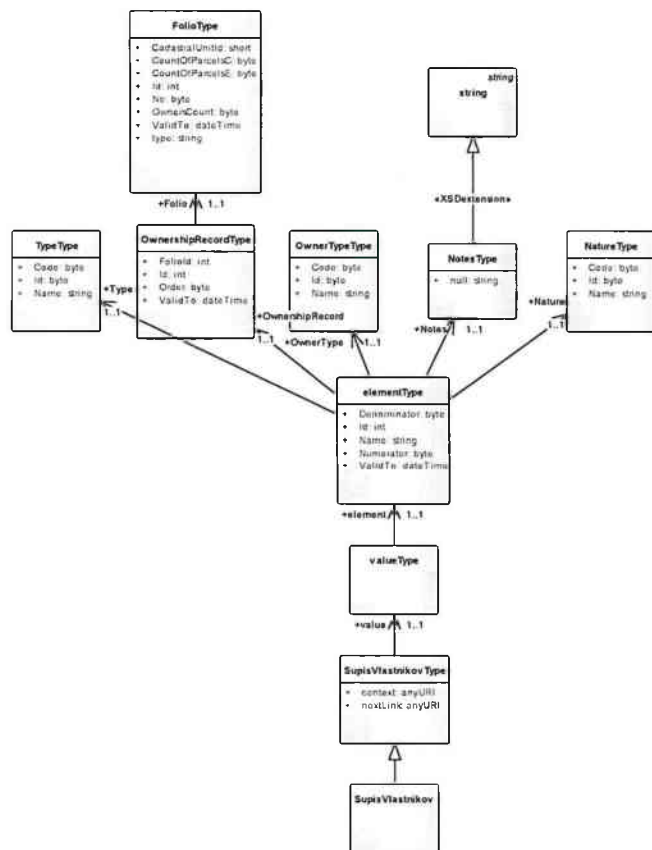 FolioType
+ CadastralUnitId: short
+ CountOfParcelsC: byte
+ CountOfParcelsE: byte
+ Id: int
+ No: byte
+ OwnersCount: byte
+ ValidTo: dateTime
+ type: string
string
string
+Folio 1..1
«XSDextension»
TypeType
+ Code: byte
+ Id: byte
+ Name: string
OwnershipRecordType
+ FolioId: int
+ Id: int
+ Order: byte
+ ValidTo: dateTime
OwnerTypeType
+ Code: byte
+ Id: byte
+ Name: string
NotesType
+ null: string
NatureType
+ Code: byte
+ Id: byte
+ Name: string
+Type
1..1
+OwnershipRecord
1..1
+OwnerType
1..1
+Notes 1..1
+Nature
1..1
elementType
+ Denominator: byte
+ Id: int
+ Name: string
+ Numerator: byte
+ ValidTo: dateTime
+element 1..1
valueType
+value 1..1
SupisVlastnikovType
+ context: anyURI
+ nextLink: anyURI
SupisVlastnikov